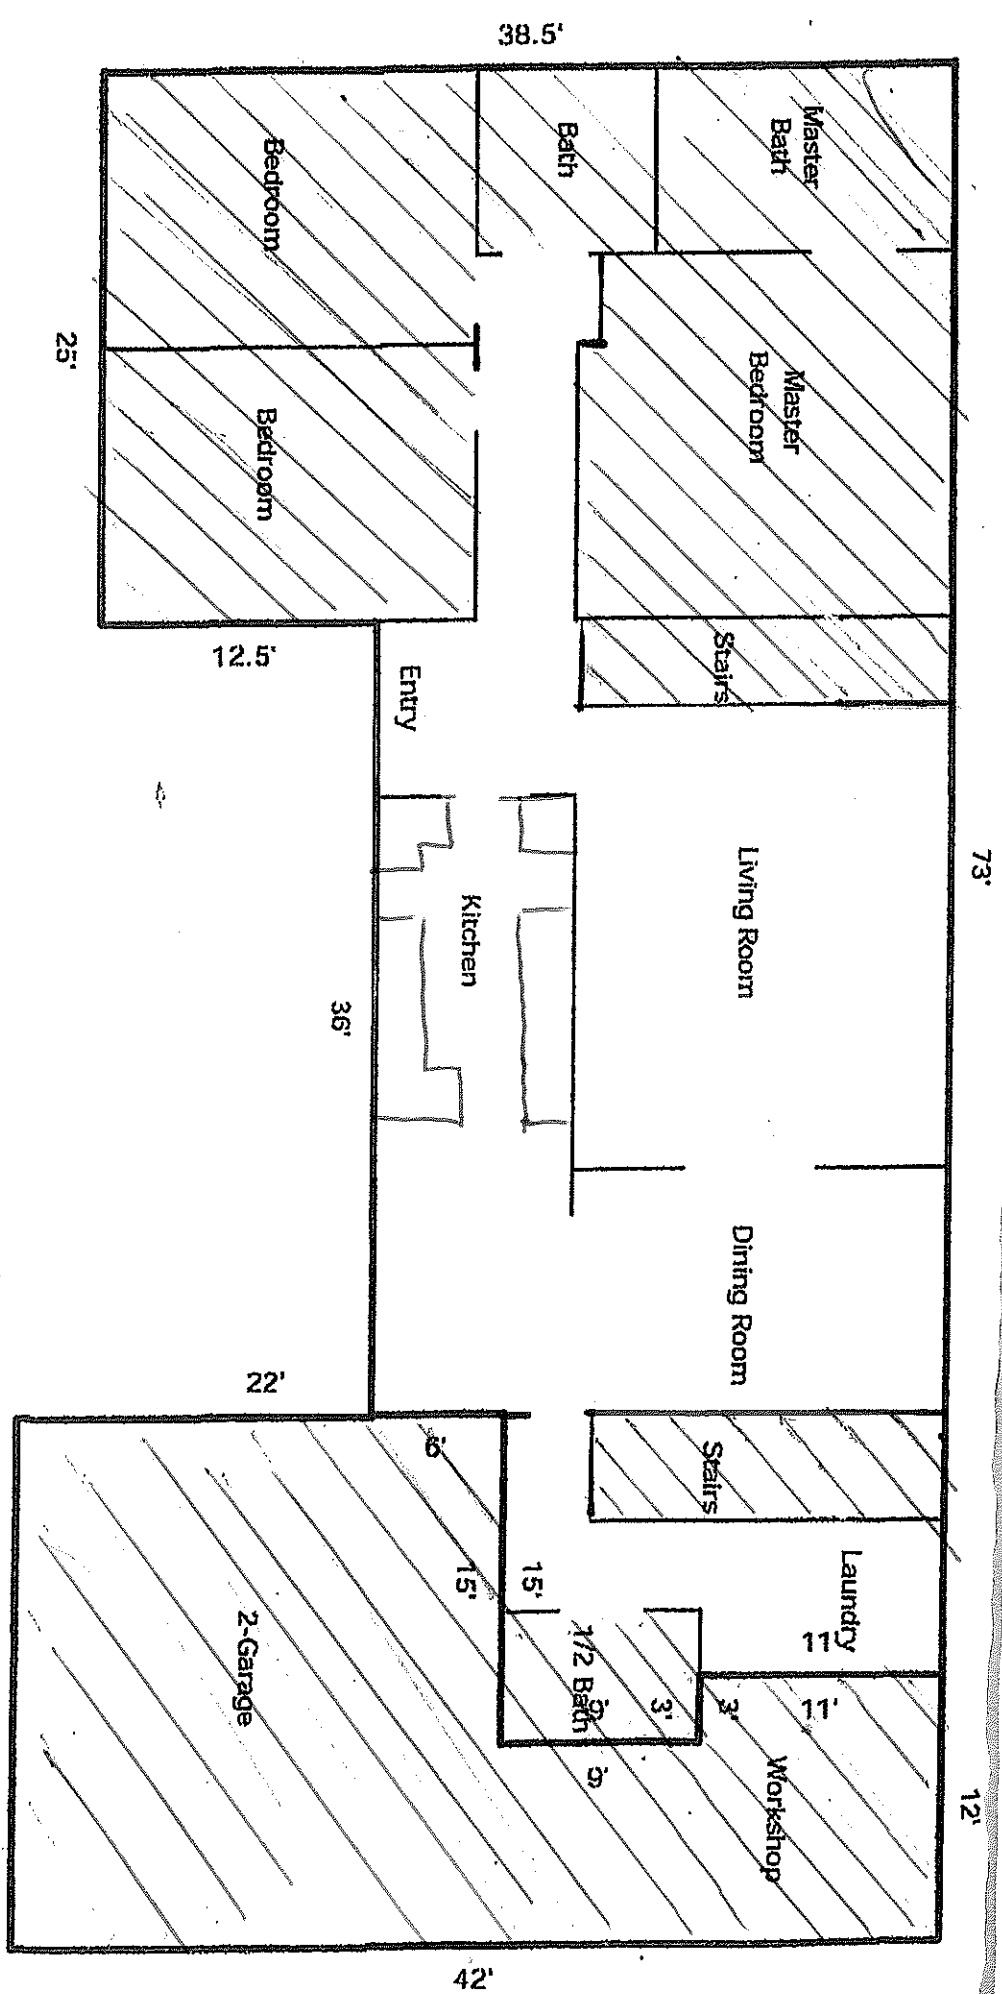 38.5'
Master
Bath
Bath
Bedroom
Master
Bedroom
25'
Bedroom
Stairs
12.5'
Entry
Living Room
73'
Kitchen
36'
Dining Room
22'
6'
Stairs
Laundry
15'
15'
11'
1/2 Bath
9'
3'
3'
11'
2-Garage
9'
Workshop
12'
42'